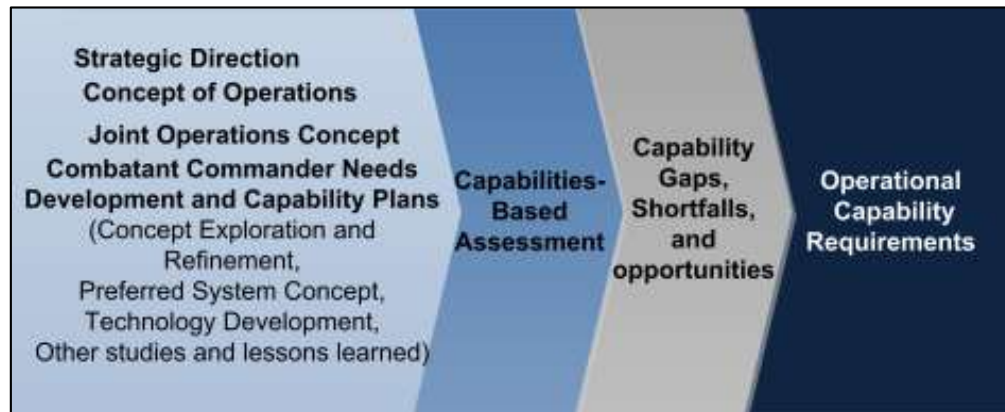 Strategic Direction
Concept of Operations
Joint Operations Concept
Combatant Commander Needs
Development and Capability Plans
(Concept Exploration and
Refinement,
Preferred System Concept,
Technology Development,
Other studies and lessons learned)
Capabilities-
Based
Assessment
Capability
Gaps,
Shortfalls,
and
opportunities
Operational
Capability
Requirements